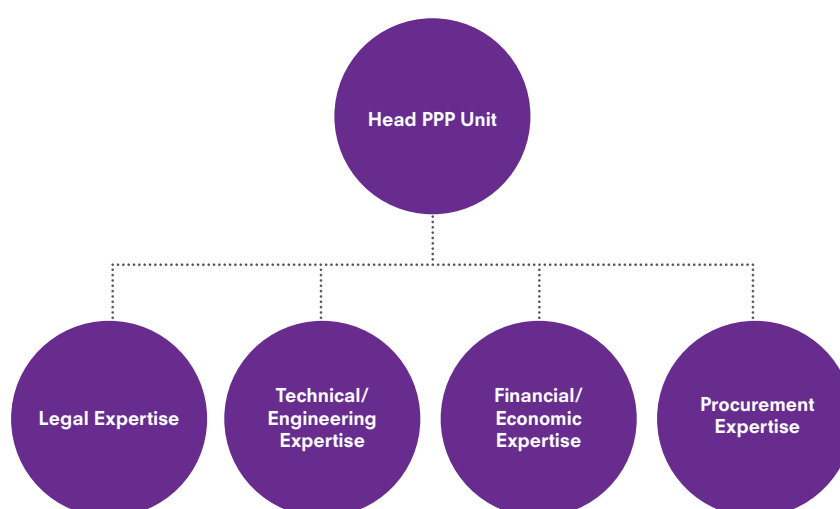 Head PPP Unit
Legal Expertise
Technical/
Engineering
Expertise
Financial/
Economic
Expertise
Procurement
Expertise